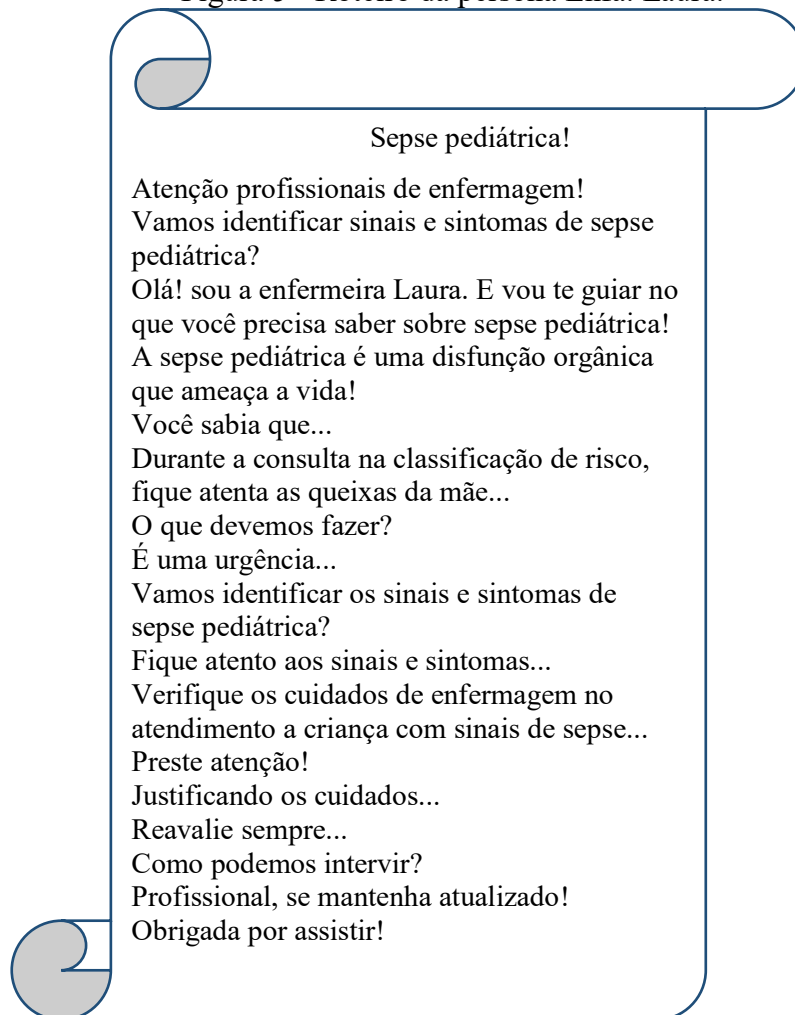 Sepse pediátrica!
Atenção profissionais de enfermagem!
Vamos identificar sinais e sintomas de sepse
pediátrica?
Olá! sou a enfermeira Laura. E vou te guiar no
que você precisa saber sobre sepse pediátrica!
A sepse pediátrica é uma disfunção orgânica
que ameaça a vida!
Você sabia que...
Durante a consulta na classificação de risco,
fique atenta as queixas da mãe...
O que devemos fazer?
É uma urgência...
Vamos identificar os sinais e sintomas de
sepse pediátrica?
Fique atento aos sinais e sintomas...
Verifique os cuidados de enfermagem no
atendimento a criança com sinais de sepse...
Preste atenção!
Justificando os cuidados...
Reavalie sempre...
Como podemos intervir?
Profissional, se mantenha atualizado!
Obrigada por assistir!